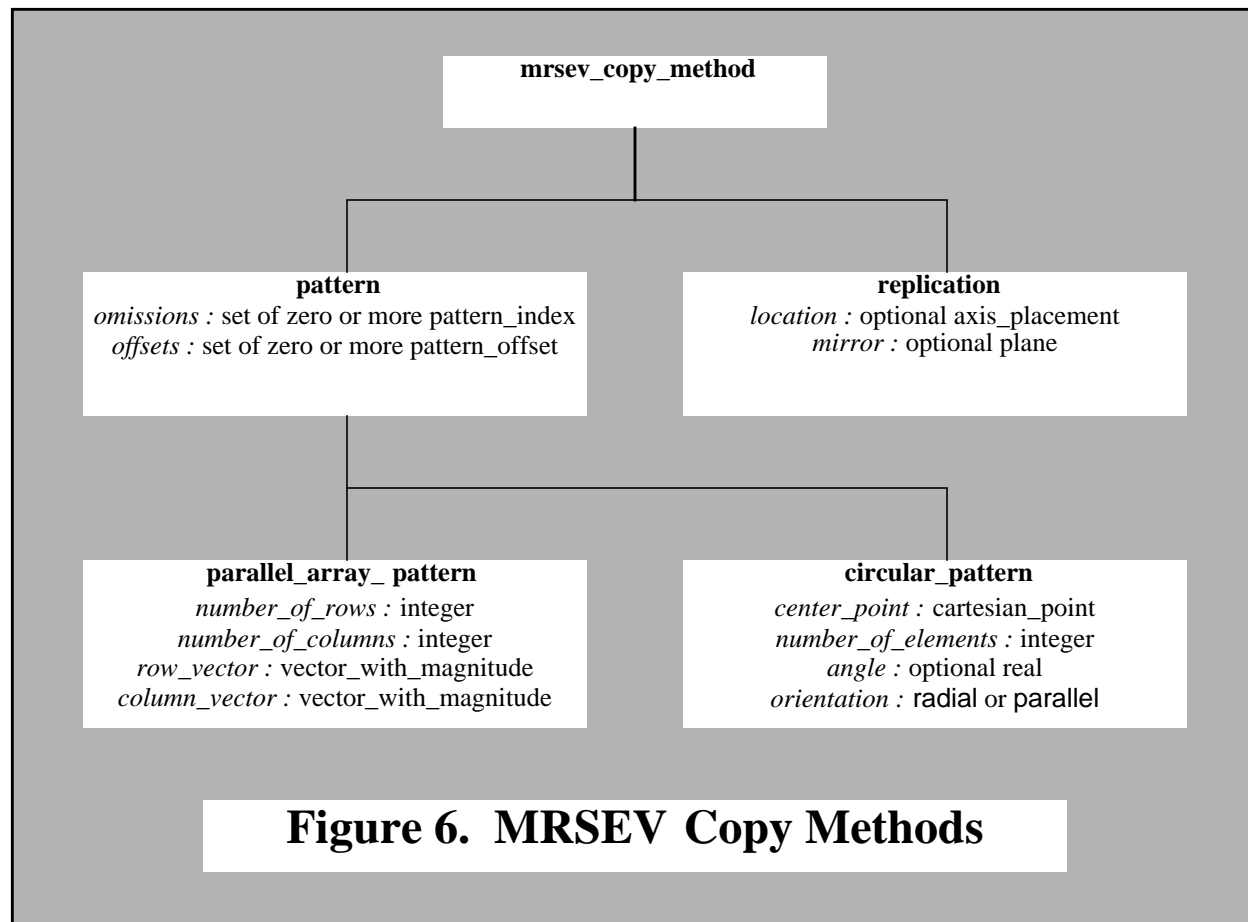 mrsev_copy_method
pattern
omissions : set of zero or more pattern_index
offsets : set of zero or more pattern_offset
replication
location : optional axis_placement
mirror : optional plane
parallel_array_ pattern
number_of_rows : integer
number_of_columns : integer
row_vector : vector_with_magnitude
column_vector : vector_with_magnitude
circular_pattern
center_point : cartesian_point
number_of_elements : integer
angle : optional real
orientation : radial or parallel
Figure 6. MRSEV Copy Methods